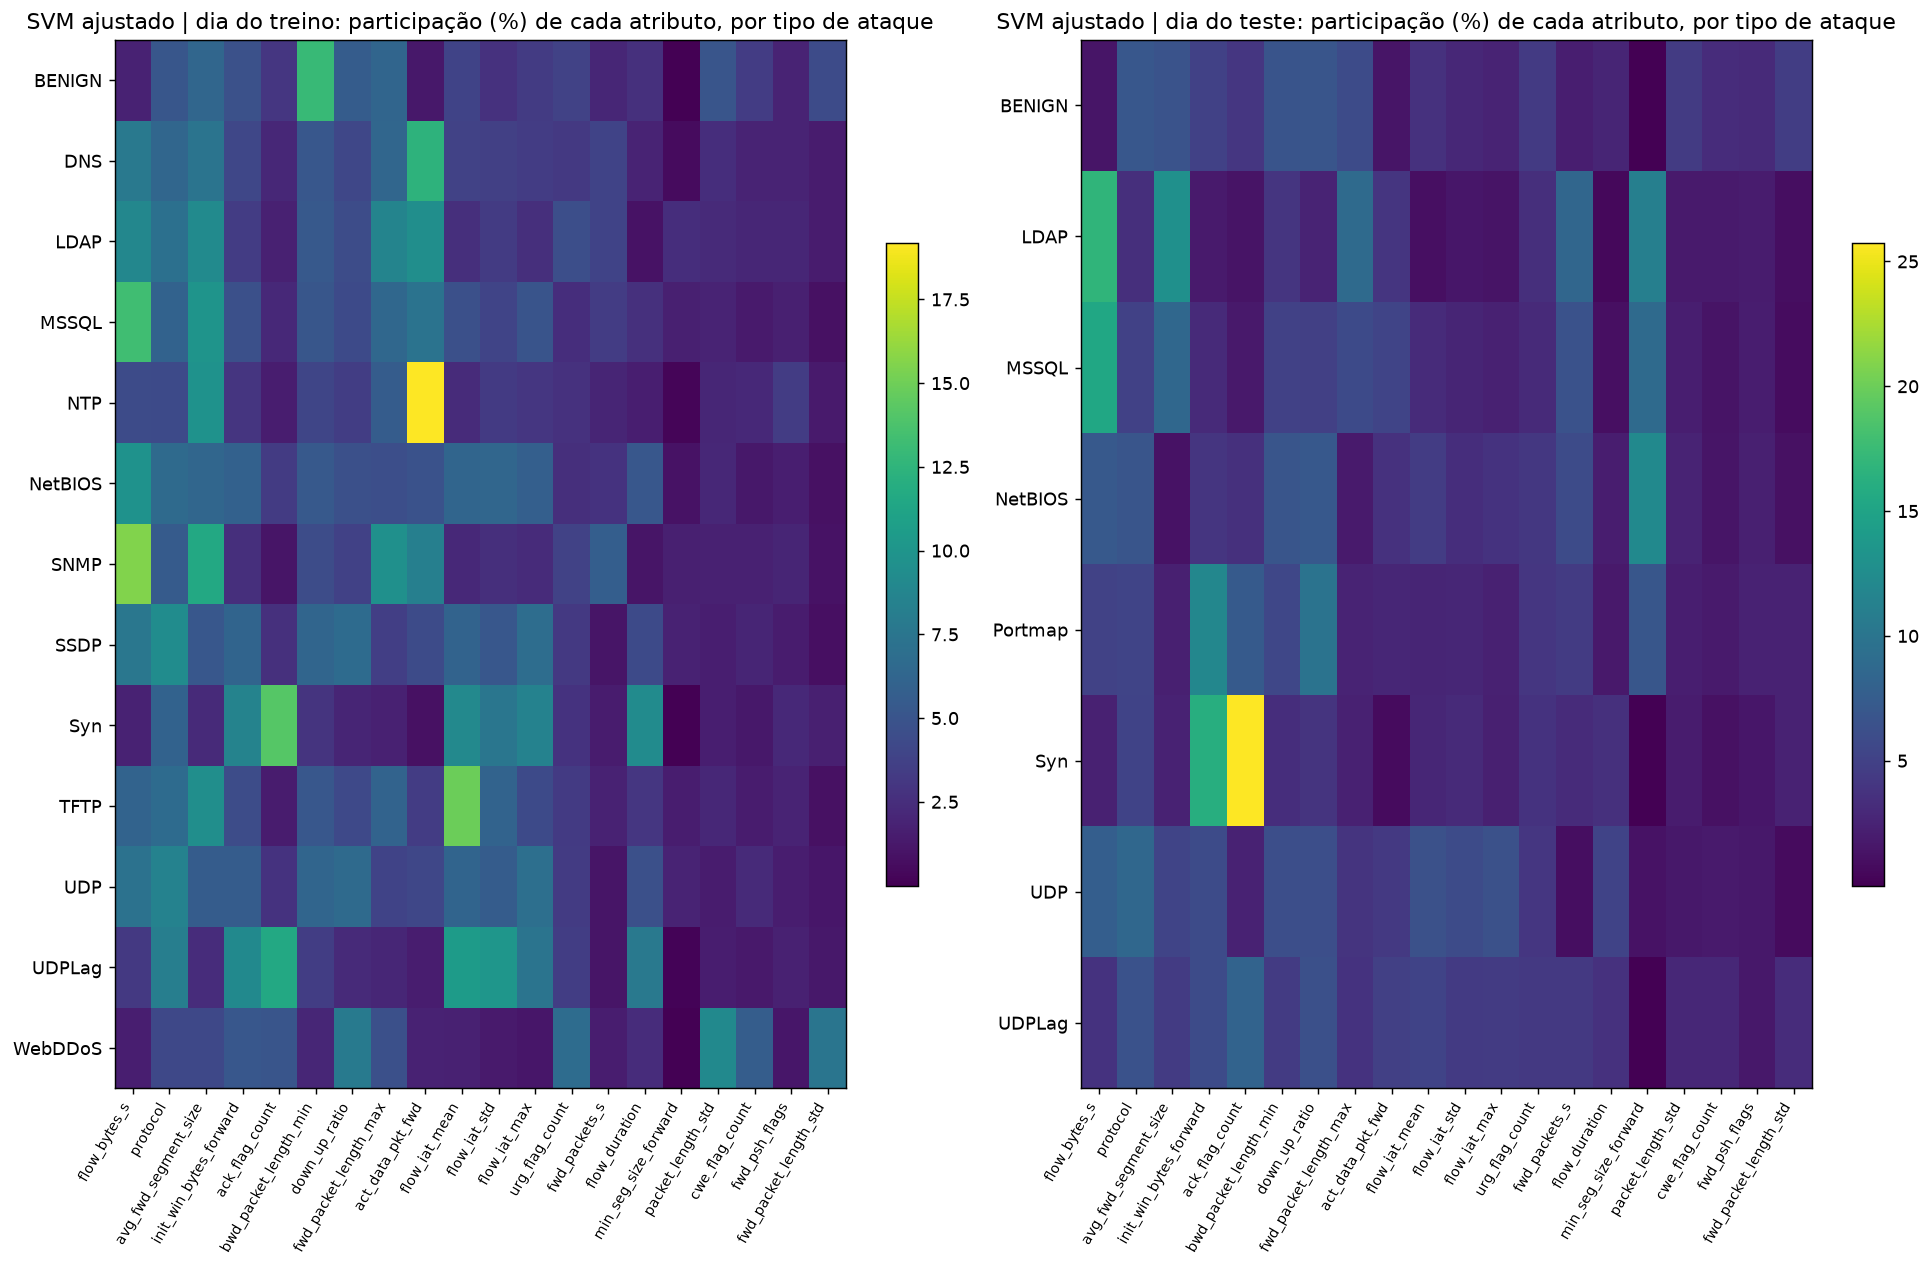 SVM ajustado | dia do treino: participação (%) de cada atributo, por tipo de ataque
BENIGN
DNS
LDAP
MSSQL
NTP
NetBIOS
SNMP
SSDP
Syn
TFTP
UDP
UDPLag
WebDDoS
flow_bytes_s
protocol
avg_fwd_segment_size
init_win_bytes_forward
ack_flag_count
bwd_packet_length_min
down_up_ratio
fwd_packet_length_max
act_data_pkt_fwd
flow_iat_mean
flow_iat_std
flow_iat_max
urg_flag_count
fwd_packets_s
flow_duration
min_seg_size_forward
packet_length_std
cwe_flag_count
fwd_psh_flags
fwd_packet_length_std
17.5
15.0
12.5
10.0
7.5
5.0
2.5
SVM ajustado | dia do teste: participação (%) de cada atributo, por tipo de ataque
BENIGN
LDAP
MSSQL
NetBIOS
Portmap
Syn
UDP
UDPLag
flow_bytes_s
protocol
avg_fwd_segment_size
init_win_bytes_forward
ack_flag_count
bwd_packet_length_min
down_up_ratio
fwd_packet_length_max
act_data_pkt_fwd
flow_iat_mean
flow_iat_std
flow_iat_max
urg_flag_count
fwd_packets_s
flow_duration
min_seg_size_forward
packet_length_std
cwe_flag_count
fwd_psh_flags
fwd_packet_length_std
25
20
15
10
5